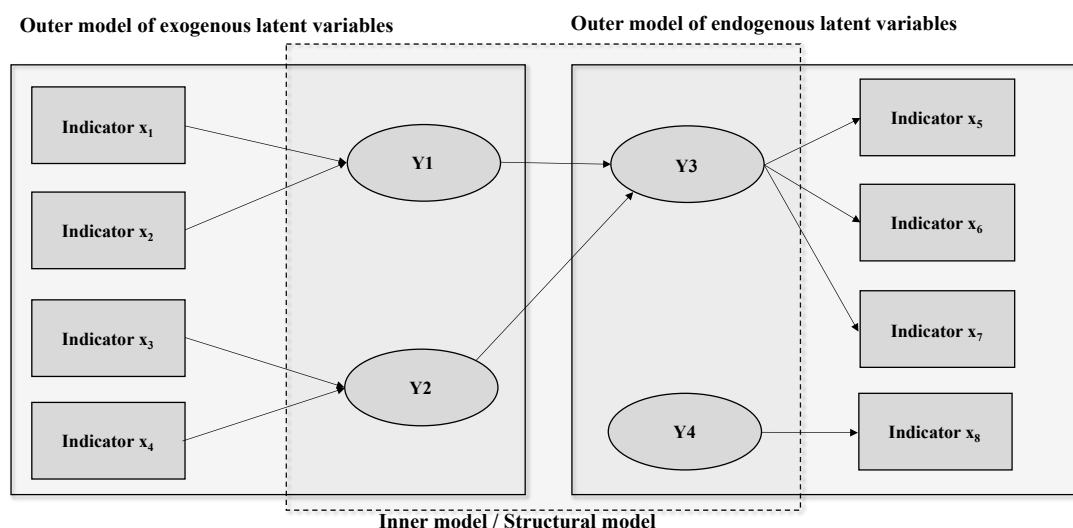 Outer model of exogenous latent variables
Outer model of endogenous latent variables
Indicator x₁
Indicator x₂
Indicator x₃
Indicator x₄
Y1
Y2
Y3
Y4
Indicator x₅
Indicator x₆
Indicator x₇
Indicator x₈
Inner model / Structural model